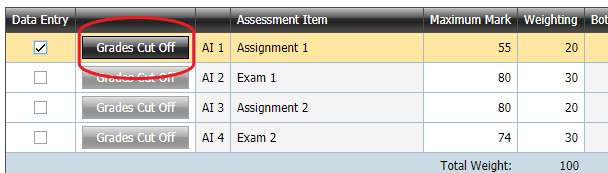 Data Entry Assessment Item Maximum Mark Weighting Bot
Grades Cut Off AI 1 Assignment 1 55 20
Grades Cut Off AI 2 Exam 1 80 30
Grades Cut Off AI 3 Assignment 2 80 20
Grades Cut Off AI 4 Exam 2 74 30
Total Weight: 100